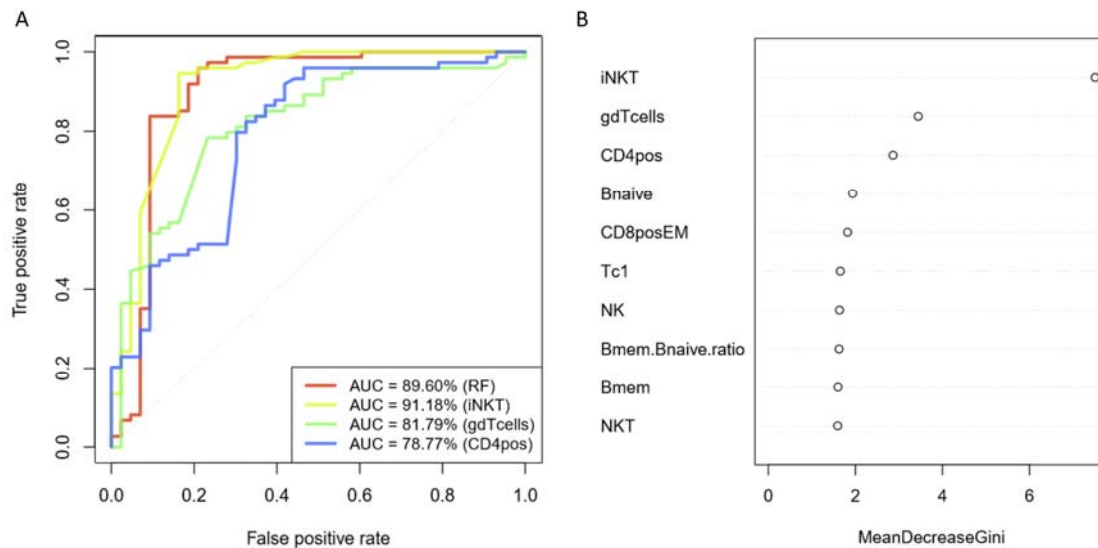 A
True positive rate
1.0
0.8
0.6
0.4
0.2
0.0
AUC = 89.60% (RF)
AUC = 91.18% (iNKT)
AUC = 81.79% (gdTcells)
AUC = 78.77% (CD4pos)
0.0 0.2 0.4 0.6 0.8 1.0
False positive rate
B
iNKT
gdTcells
CD4pos
Bnaive
CD8posEM
Tc1
NK
Bmem.Bnaive.ratio
Bmem
NKT
0 2 4 6
MeanDecreaseGini